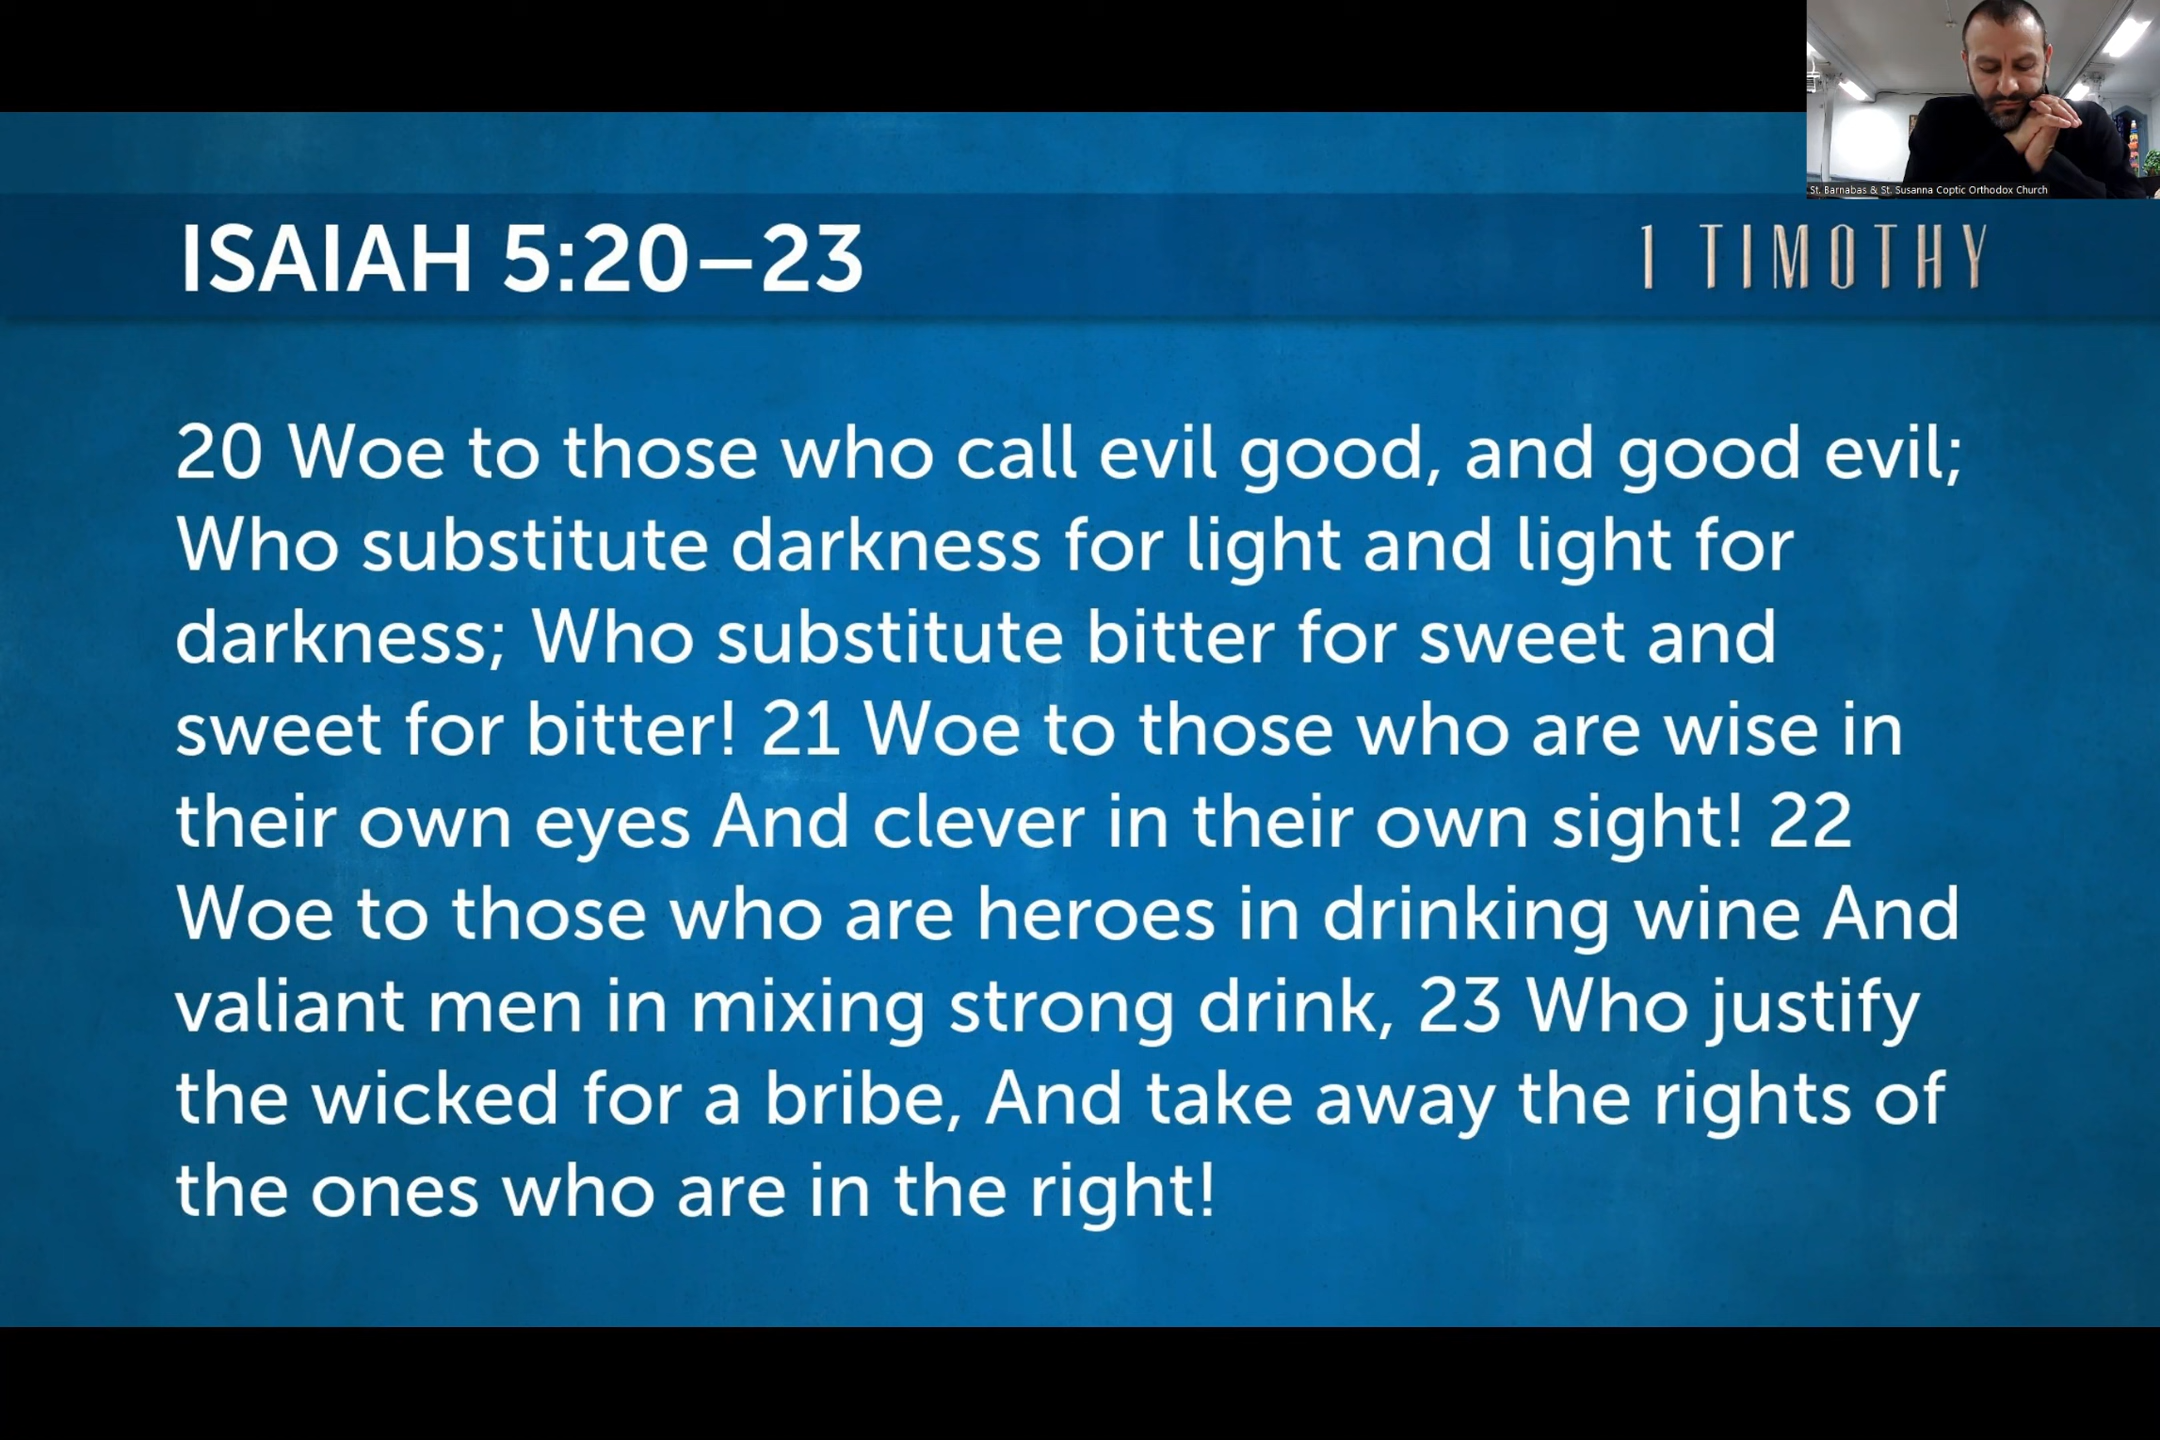 St. Barnabas & St. Susanna Coptic Orthodox Church
ISAIAH 5:20–23
1 TIMOTHY
20 Woe to those who call evil good, and good evil;
Who substitute darkness for light and light for
darkness; Who substitute bitter for sweet and
sweet for bitter! 21 Woe to those who are wise in
their own eyes And clever in their own sight! 22
Woe to those who are heroes in drinking wine And
valiant men in mixing strong drink, 23 Who justify
the wicked for a bribe, And take away the rights of
the ones who are in the right!